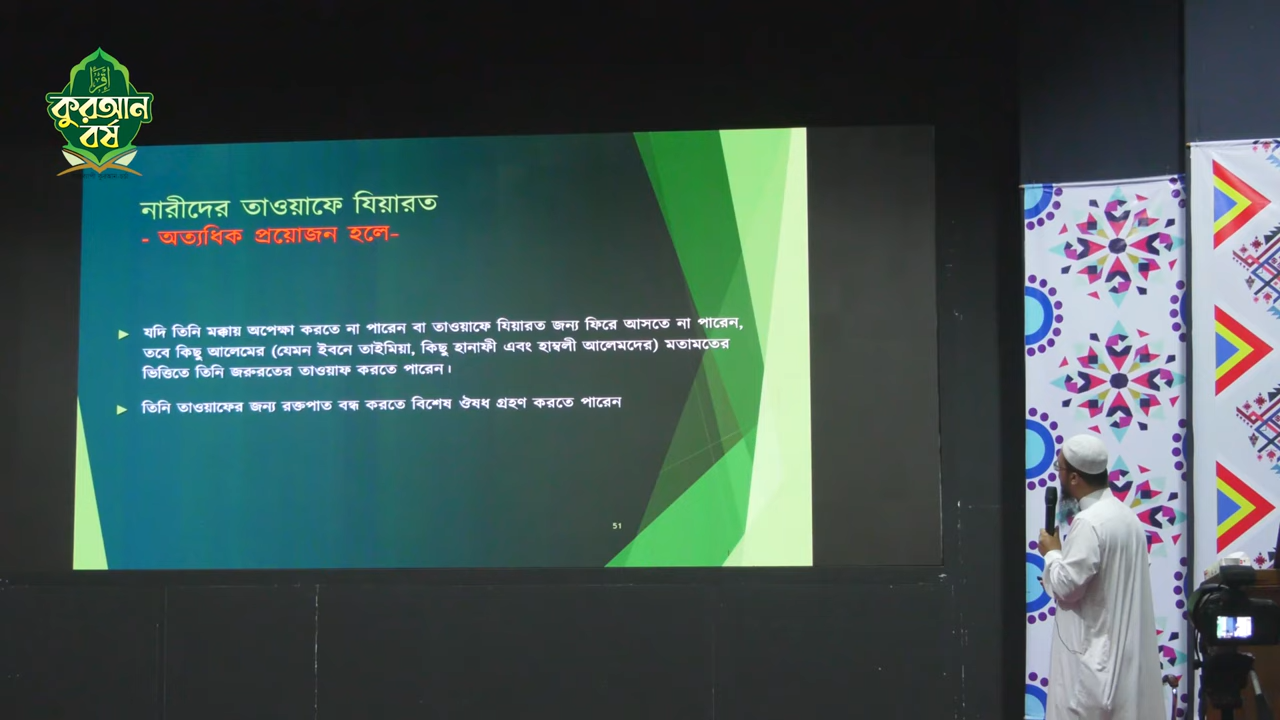 কুরআন
বর্ষ
নারীদের তাওয়াফে যিয়ারত
- অত্যধিক প্রয়োজন হলে-
যদি তিনি মক্কায় অপেক্ষা করতে না পারেন বা তাওয়াফে যিয়ারত জন্য ফিরে আসতে না পারেন,
তবে কিছু আলেমের (যেমন ইবনে তাইমিয়া, কিছু হানাফী এবং হাম্বলী আলেমদের) মতামতের
ভিত্তিতে তিনি জরুরতের তাওয়াফ করতে পারেন।
তিনি তাওয়াফের জন্য রক্তপাত বন্ধ করতে বিশেষ ঔষধ গ্রহণ করতে পারেন
51